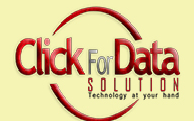 Click For Data
SOLUTION
Technology at your hand